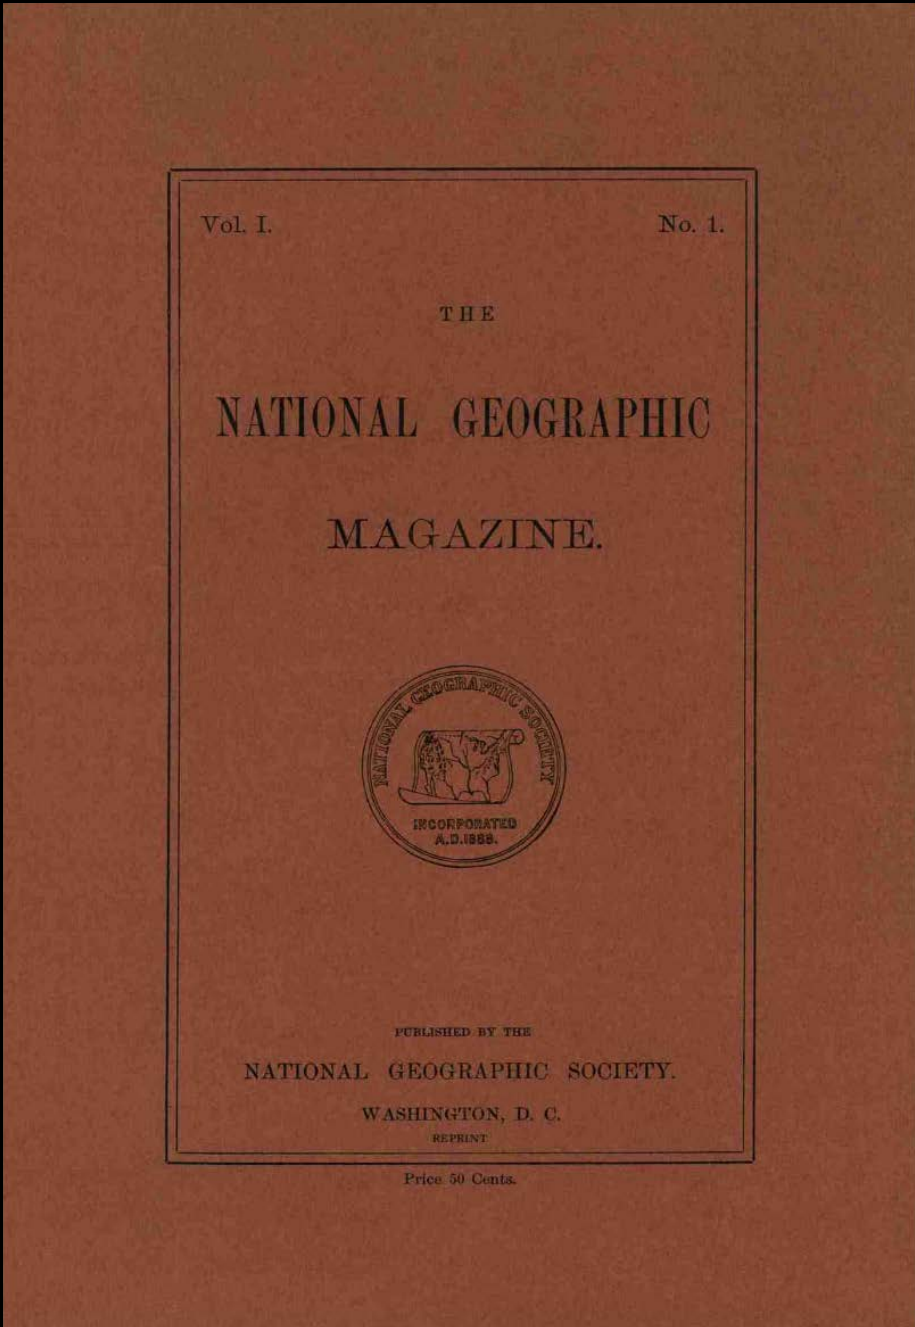 Vol. I.
No. 1.
THE
NATIONAL GEOGRAPHIC
MAGAZINE.
NATIONAL GEOGRAPHIC SOCIETY
INCORPORATED
A.D.1888.
PUBLISHED BY THE
NATIONAL GEOGRAPHIC SOCIETY.
WASHINGTON, D. C.
REPRINT
Price 50 Cents.